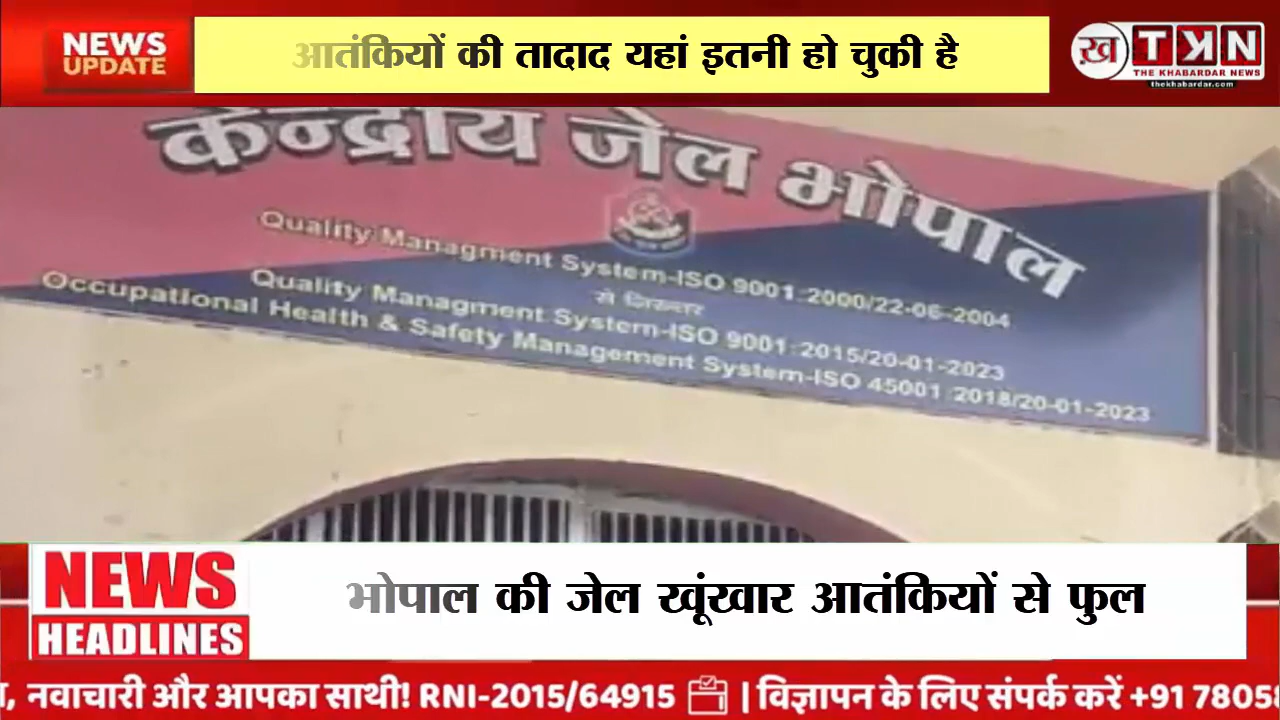 NEWS
UPDATE
आतंकियों की तादाद यहां इतनी हो चुकी है
ख़ TKN
THE KHABARDAR NEWS
thekhabardar.com
केन्द्रीय जेल भोपाल
Quality Managment System-ISO 9001:2000/22-06-2004
से निरन्तर
Quality Managment System-ISO 9001:2015/20-01-2023
Occupational Health & Safety Management System-ISO 45001:2018/20-01-2023
NEWS
HEADLINES
भोपाल की जेल खूंखार आतंकियों से फुल
नवाचारी और आपका साथी! RNI-2015/64915 | विज्ञापन के लिए संपर्क करें +91 7805